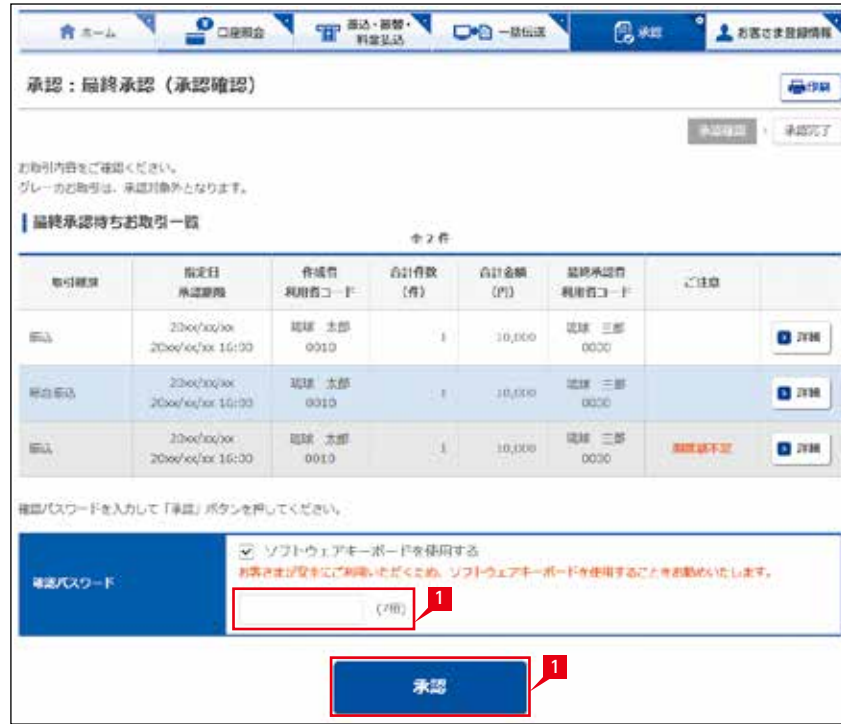 ホーム
口座照会
振込・振替・
料金払込
一括伝送
承認
お客さま登録情報
承認：最終承認（承認確認）
印刷
承認確認
承認完了
お取引内容をご確認ください。
グレーのお取引は、承認対象外となります。
最終承認待ちお取引一覧
全2件
取引種別
指定日
承認期限
作成者
利用者コード
合計件数
(件)
合計金額
(円)
最終承認者
利用者コード
ご注意
振込
20xx/xx/xx
20xx/xx/xx 16:00
琉球 太郎
0010
1
10,000
琉球 三郎
0030
詳細
総合振込
20xx/xx/xx
20xx/xx/xx 16:00
琉球 太郎
0010
1
10,000
琉球 三郎
0030
詳細
振込
20xx/xx/xx
20xx/xx/xx 16:00
琉球 太郎
0010
1
10,000
琉球 三郎
0030
詳細
確認パスワードを入力して「承認」ボタンを押してください。
確認パスワード
ソフトウェアキーボードを使用する
お客さまが安全にご利用いただくため、ソフトウェアキーボードを使用することをお勧めいたします。
1
承認
1